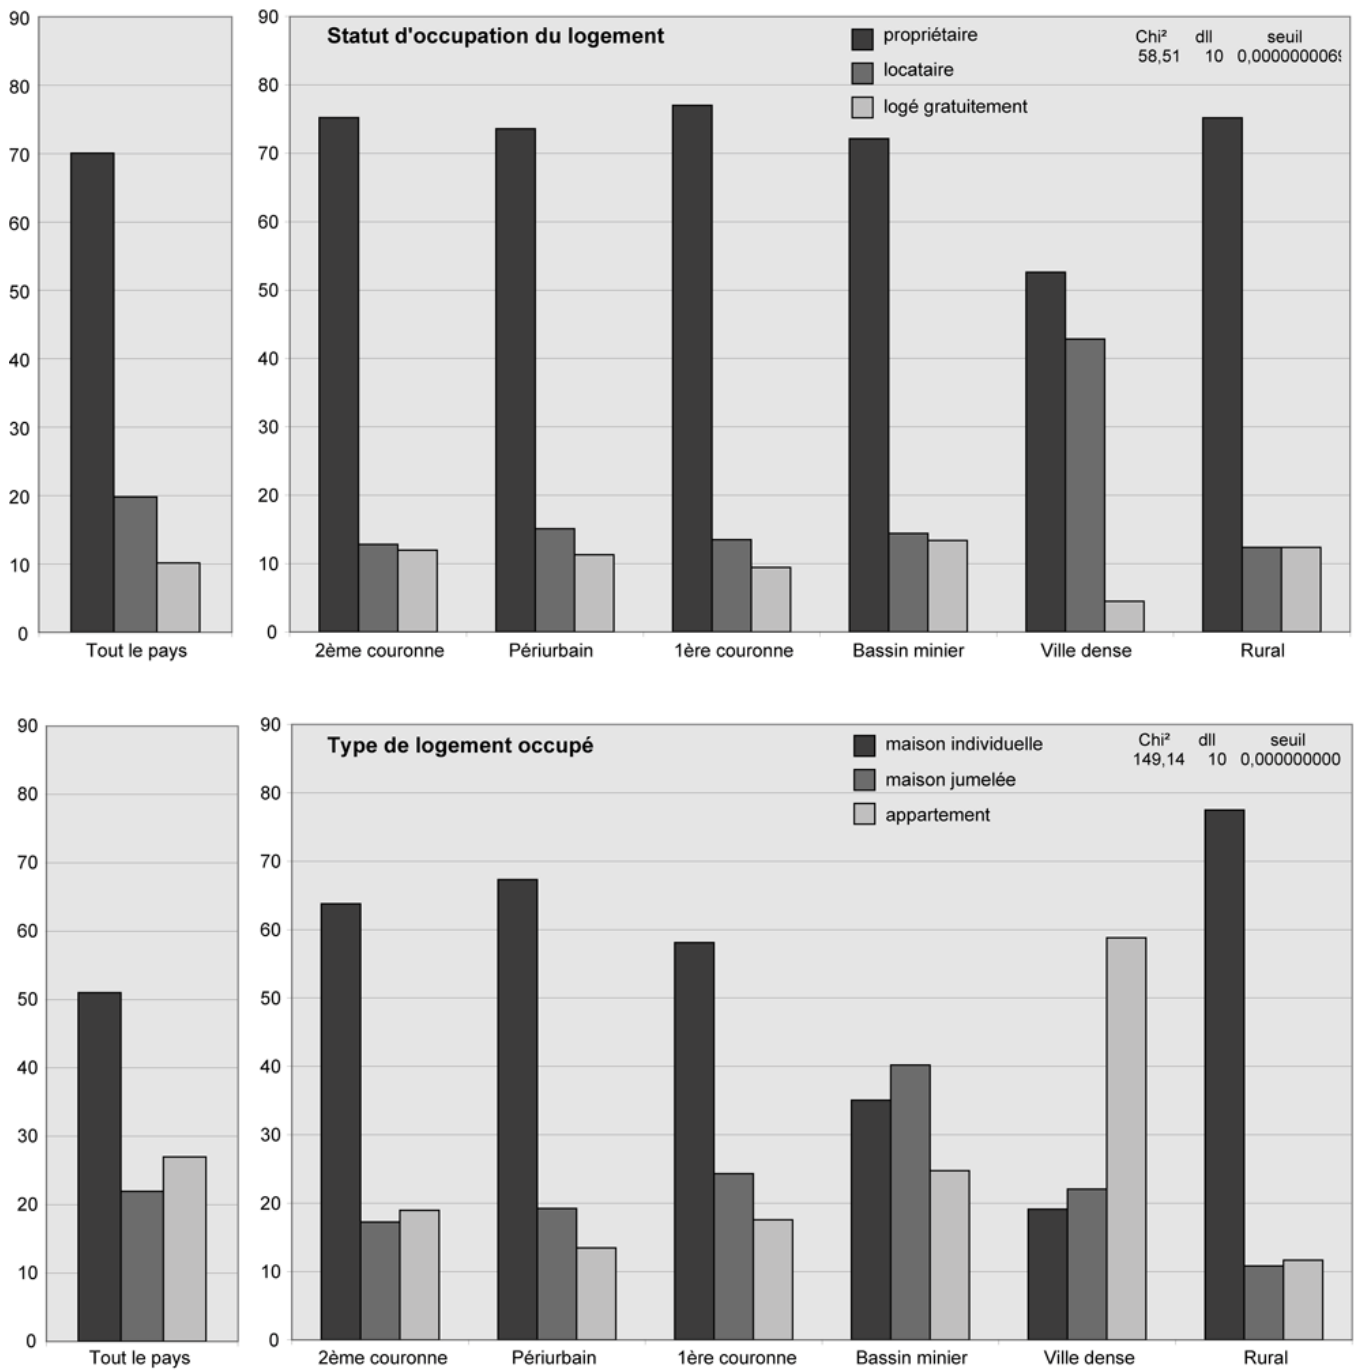 Statut d'occupation du logement
propriétaire
locataire
logé gratuitement
Chi² dll seuil
58,51 10 0,000000006
90
80
70
60
50
40
30
20
10
0
Tout le pays
90
80
70
60
50
40
30
20
10
0
2ème couronne Périurbain 1ère couronne Bassin minier Ville dense Rural
Type de logement occupé
maison individuelle
maison jumelée
appartement
Chi² dll seuil
149,14 10 0,000000000
90
80
70
60
50
40
30
20
10
0
Tout le pays
90
80
70
60
50
40
30
20
10
0
2ème couronne Périurbain 1ère couronne Bassin minier Ville dense Rural